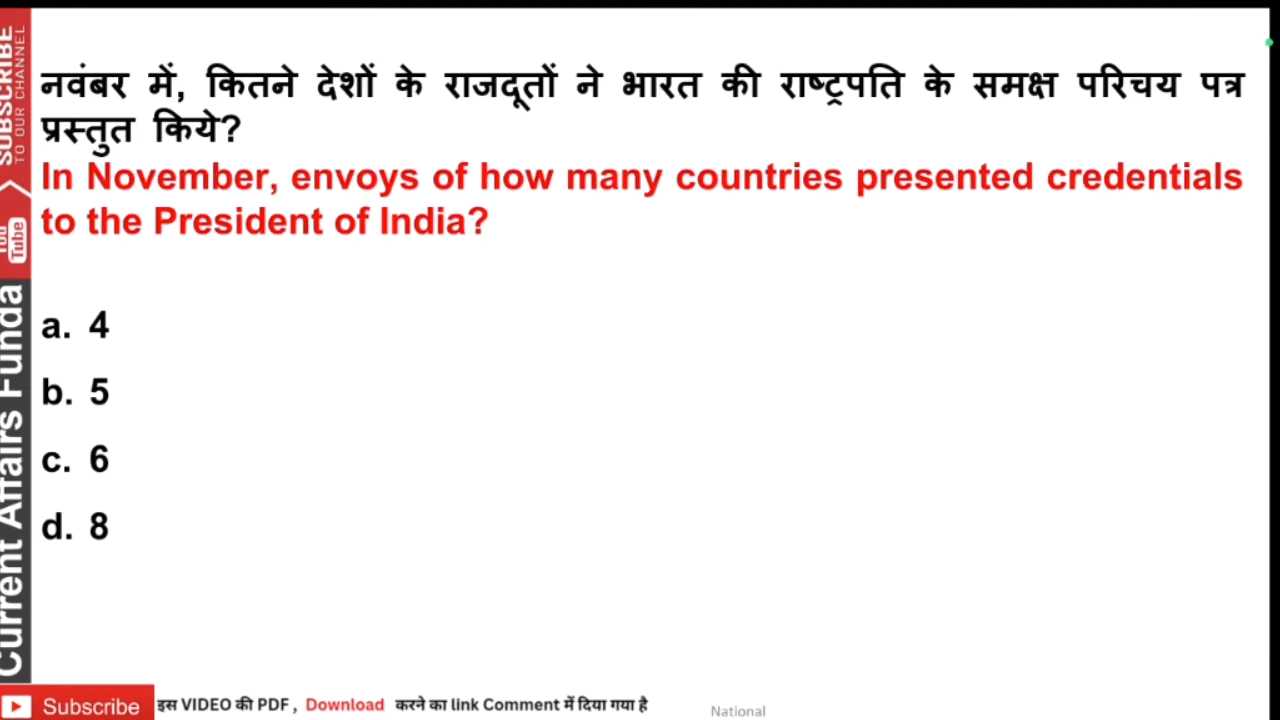 नवंबर में, कितने देशों के राजदूतों ने भारत की राष्ट्रपति के समक्ष परिचय पत्र
प्रस्तुत किये?
In November, envoys of how many countries presented credentials
to the President of India?
a. 4
b. 5
c. 6
d. 8
SUBSCRIBE
TO OUR CHANNEL
You
Tube
Current Affairs Funda
Subscribe
इस VIDEO की PDF, Download करने का link Comment में दिया गया है
National